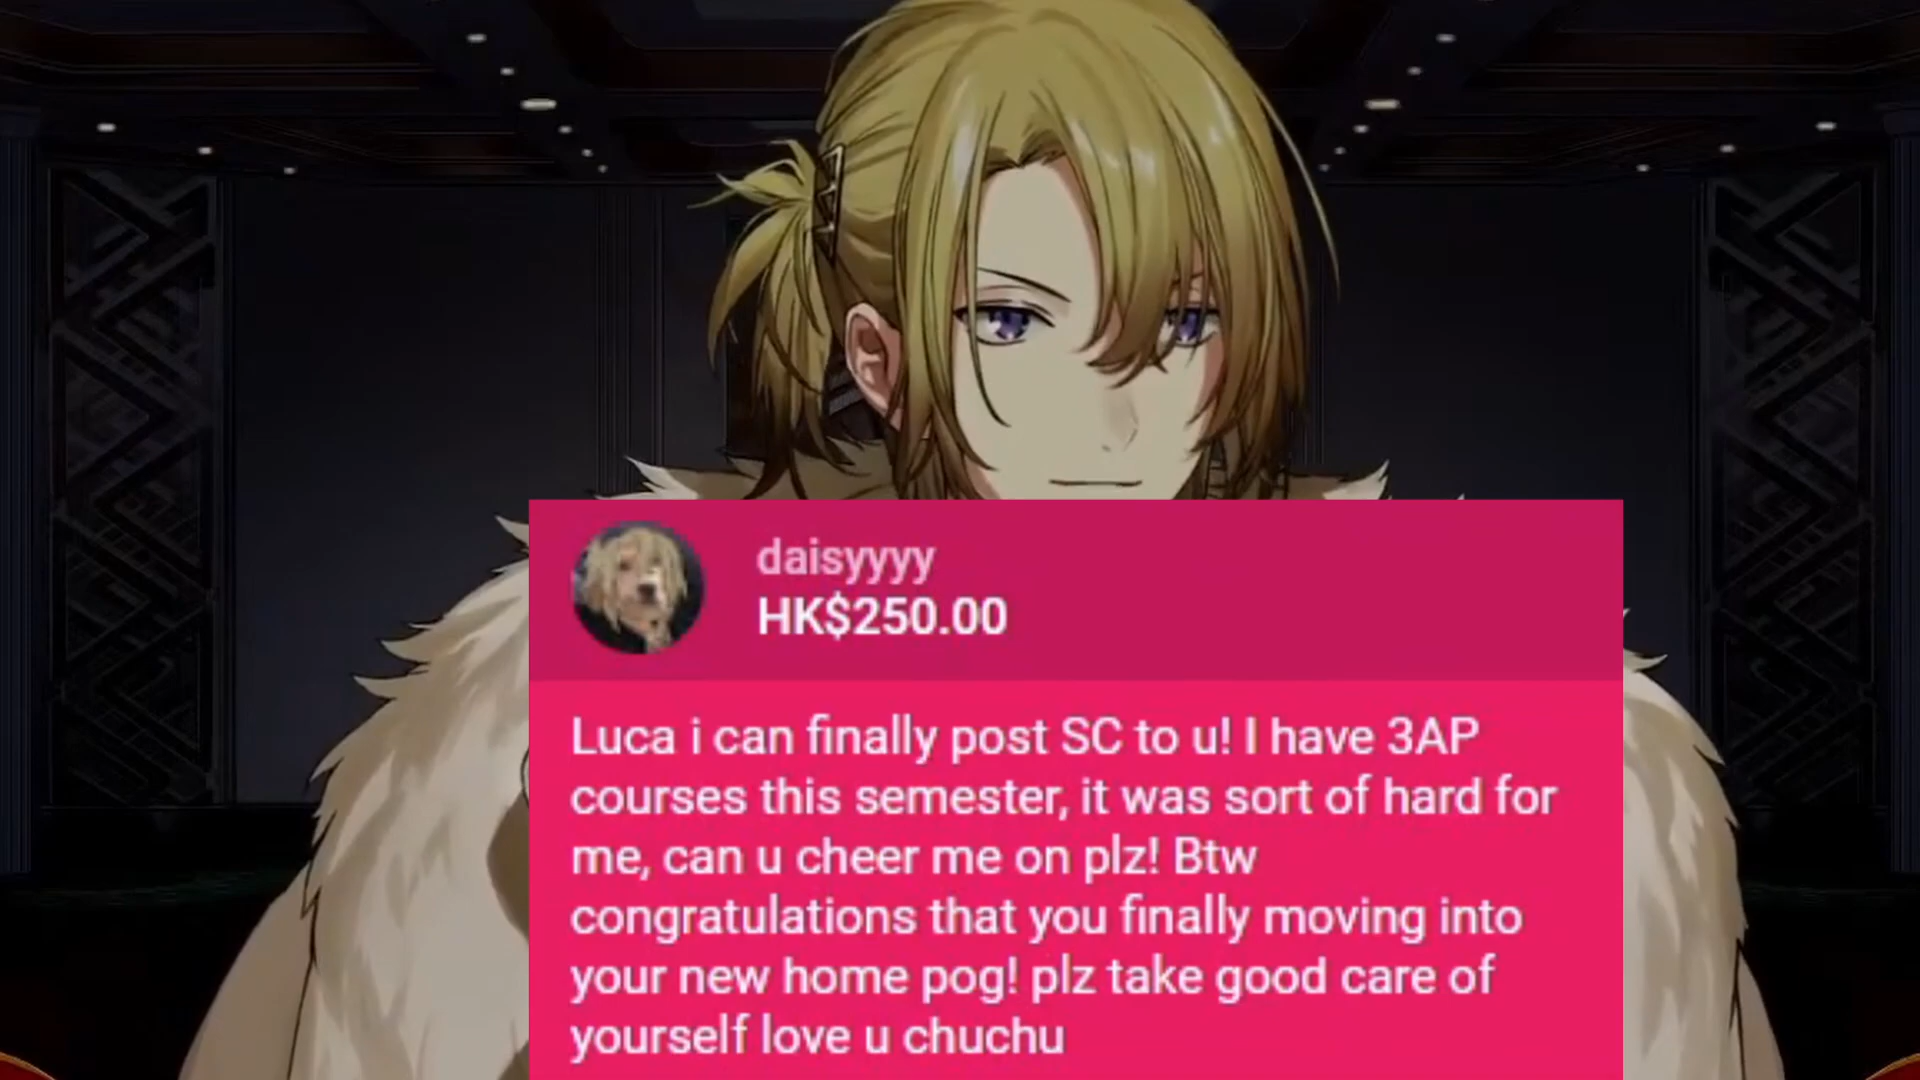 daisyyyy
HK$250.00
Luca i can finally post SC to u! I have 3AP
courses this semester, it was sort of hard for
me, can u cheer me on plz! Btw
congratulations that you finally moving into
your new home pog! plz take good care of
yourself love u chuchu